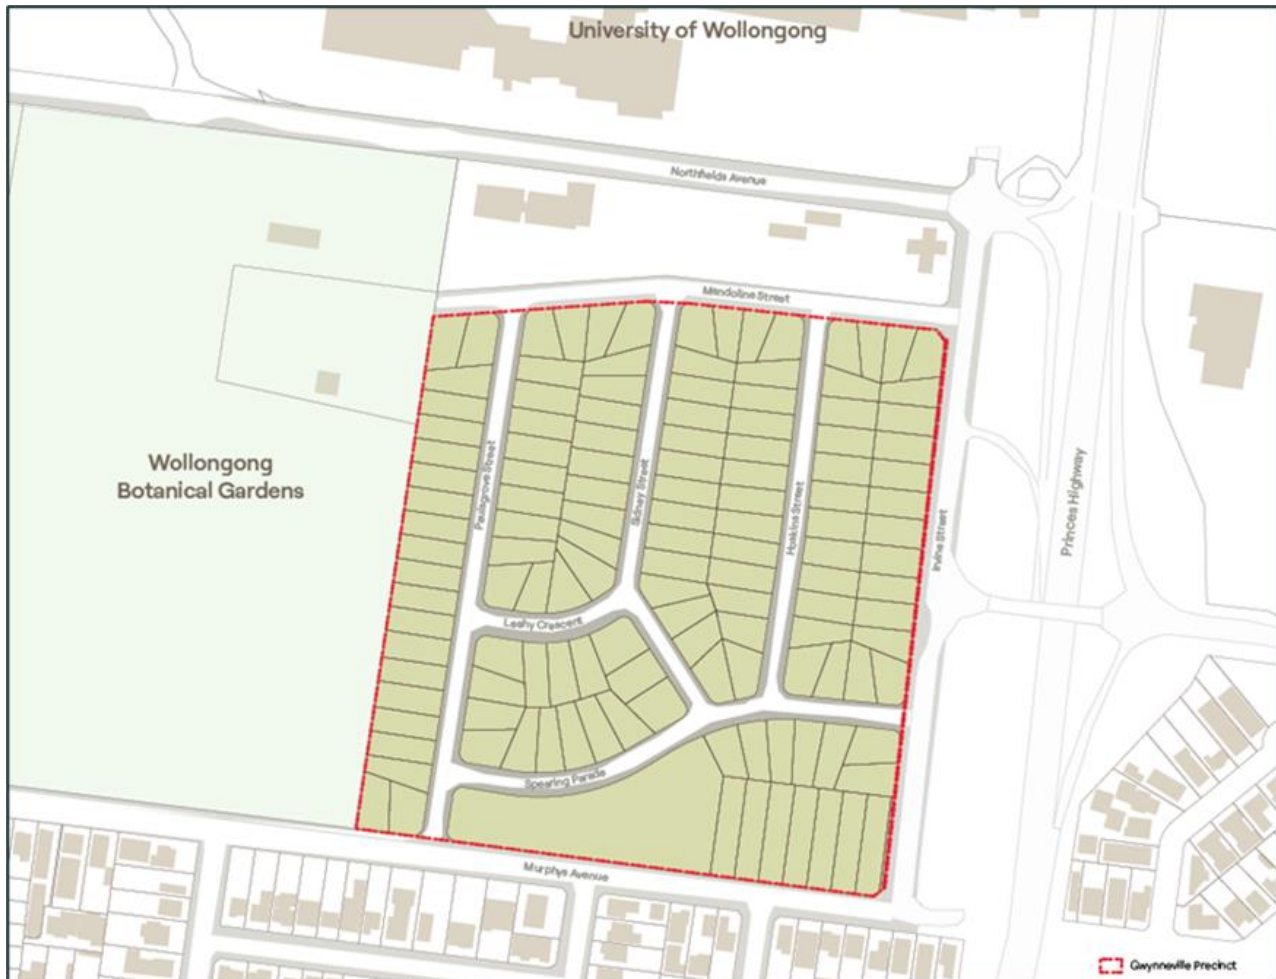 University of Wollongong
Northfields Avenue
Mandoline Street
Wollongong
Botanical Gardens
Paulsgrove Street
Sidney Street
Hoskins Street
Irvine Street
Princes Highway
Leahy Crescent
Spearing Parade
Murphys Avenue
Gwynneville Precinct